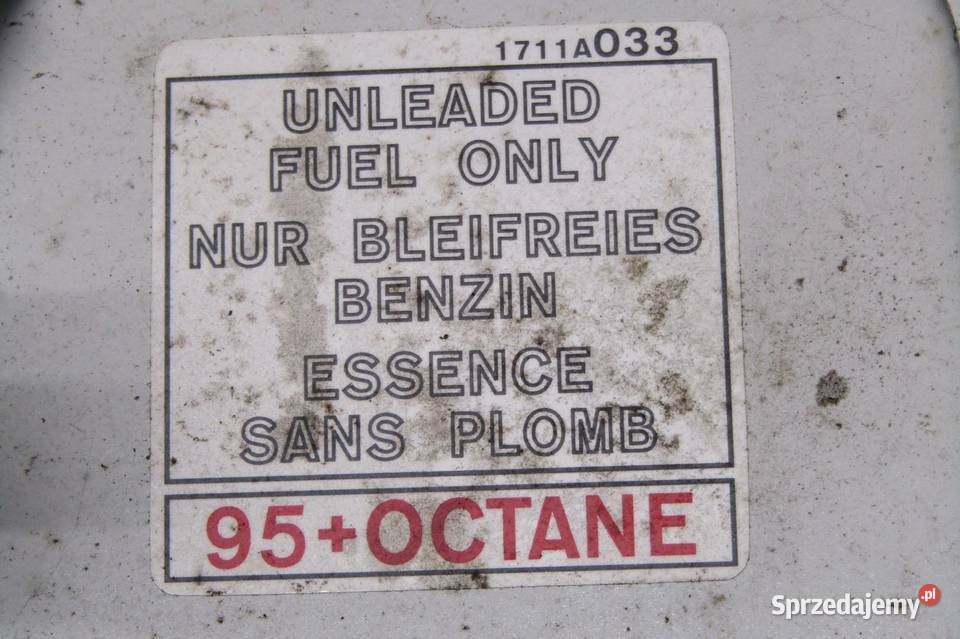 1711A033
UNLEADED
FUEL ONLY
NUR BLEIFREIES
BENZIN
ESSENCE
SANS PLOMB
95+OCTANE
Sprzedajemy.pl